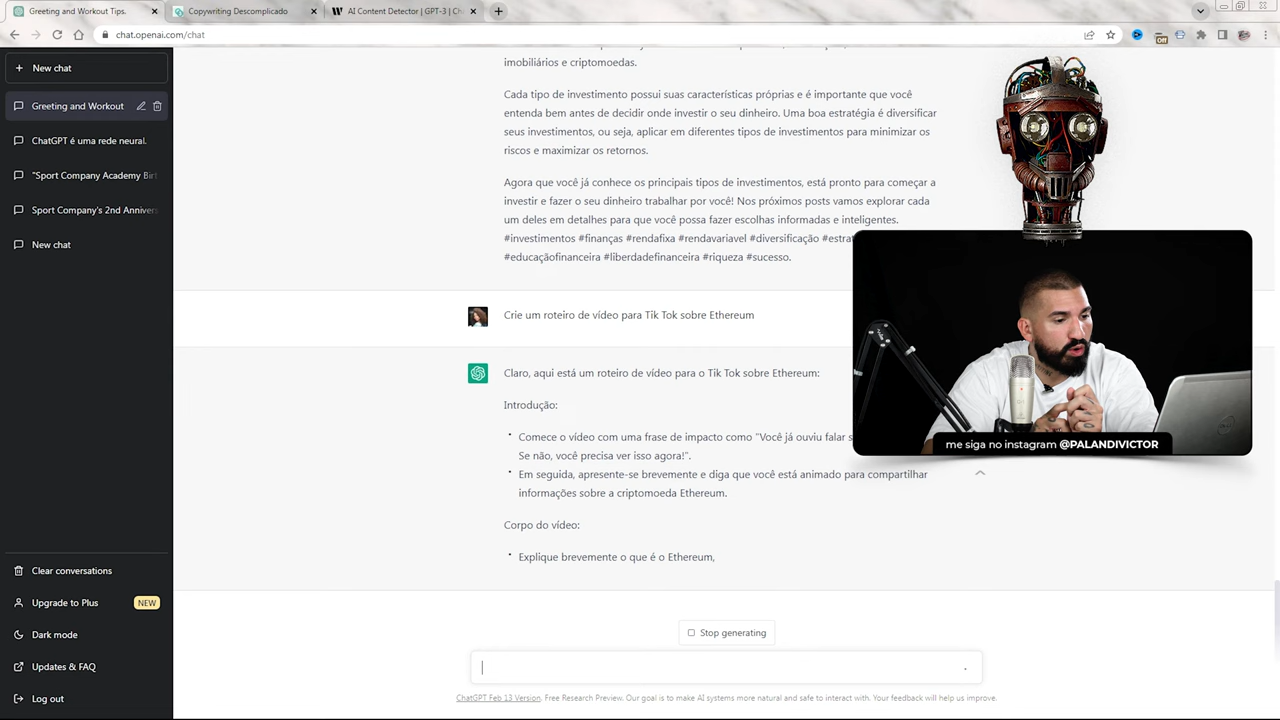 Greeting and Workout Tips.
Copywriting Descomplicado
AI Content Detector | GPT-3 | Ch
chat.openai.com/chat
Off
New chat
Greeting and Workout
ChatGPT é uma rede neural.
"Sport Company Academy Birt
Sport Company's 2nd Annivers
New chat
Clear conversations
Upgrade to Plus
NEW
Dark mode
Updates & FAQ
Log out
imobiliários e criptomoedas.
Cada tipo de investimento possui suas características próprias e é importante que você
entenda bem antes de decidir onde investir o seu dinheiro. Uma boa estratégia é diversificar
seus investimentos, ou seja, aplicar em diferentes tipos de investimentos para minimizar os
riscos e maximizar os retornos.
Agora que você já conhece os principais tipos de investimentos, está pronto para começar a
investir e fazer o seu dinheiro trabalhar por você! Nos próximos posts vamos explorar cada
um deles em detalhes para que você possa fazer escolhas informadas e inteligentes.
#investimentos #finanças #rendafixa #rendavariavel #diversificação #estrat
#educaçãofinanceira #liberdadefinanceira #riqueza #sucesso.
Crie um roteiro de vídeo para Tik Tok sobre Ethereum
Claro, aqui está um roteiro de vídeo para o Tik Tok sobre Ethereum:
Introdução:
• Comece o vídeo com uma frase de impacto como "Você já ouviu falar s
Se não, você precisa ver isso agora!".
• Em seguida, apresente-se brevemente e diga que você está animado para compartilhar
informações sobre a criptomoeda Ethereum.
Corpo do vídeo:
• Explique brevemente o que é o Ethereum,
me siga no instagram @PALANDIVICTOR
Stop generating
ChatGPT Feb 13 Version. Free Research Preview. Our goal is to make AI systems more natural and safe to interact with. Your feedback will help us improve.